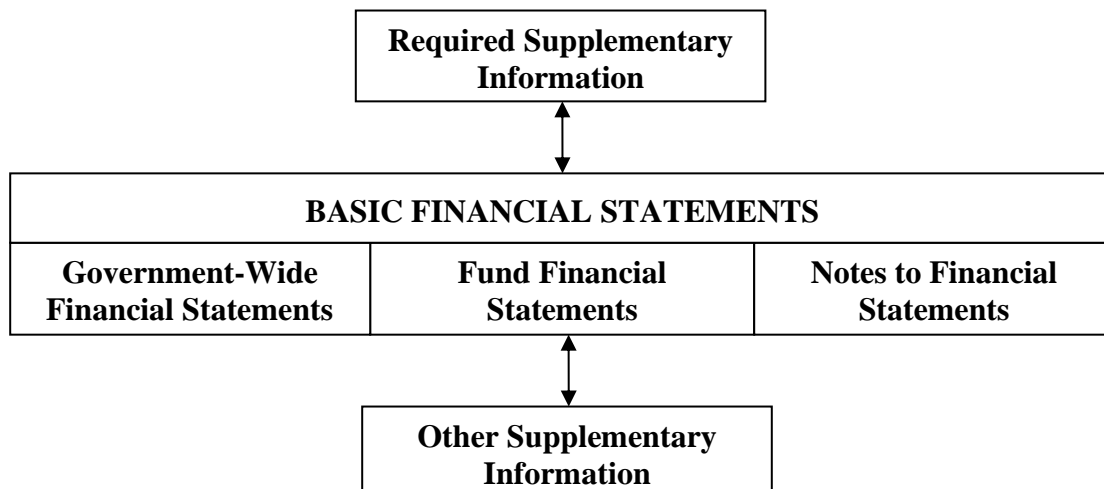 Required Supplementary
Information
BASIC FINANCIAL STATEMENTS
Government-Wide
Financial Statements
Fund Financial
Statements
Notes to Financial
Statements
Other Supplementary
Information